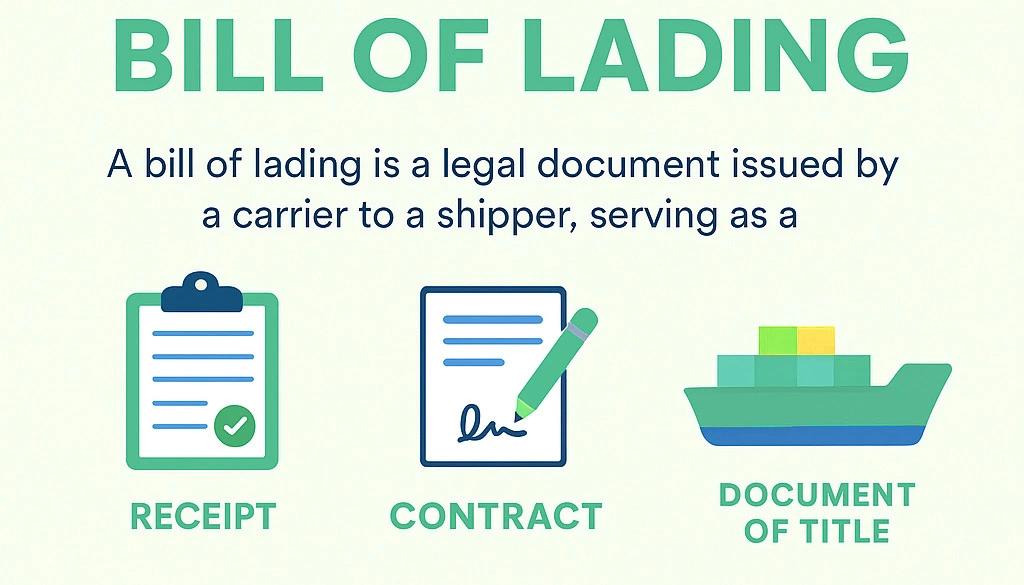 BILL OF LADING
A bill of lading is a legal document issued by
a carrier to a shipper, serving as a
RECEIPT
CONTRACT
DOCUMENT
OF TITLE